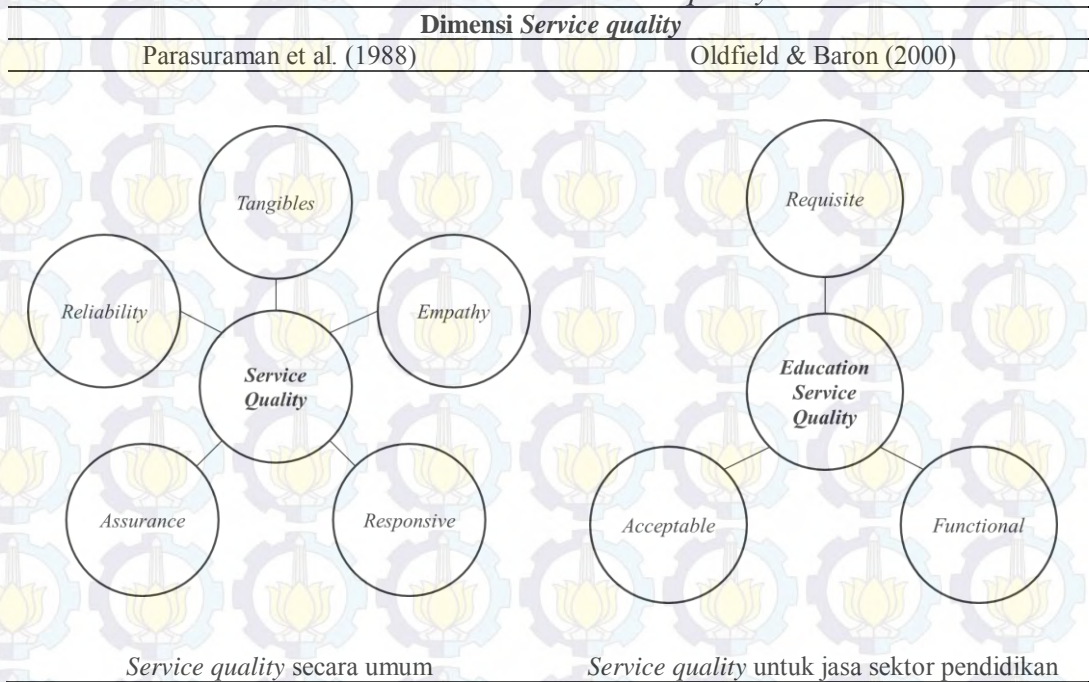 Dimensi Service quality
Parasuraman et al. (1988)
Oldfield & Baron (2000)
Tangibles
Reliability
Empathy
Service
Quality
Assurance
Responsive
Requisite
Education
Service
Quality
Acceptable
Functional
Service quality secara umum
Service quality untuk jasa sektor pendidikan